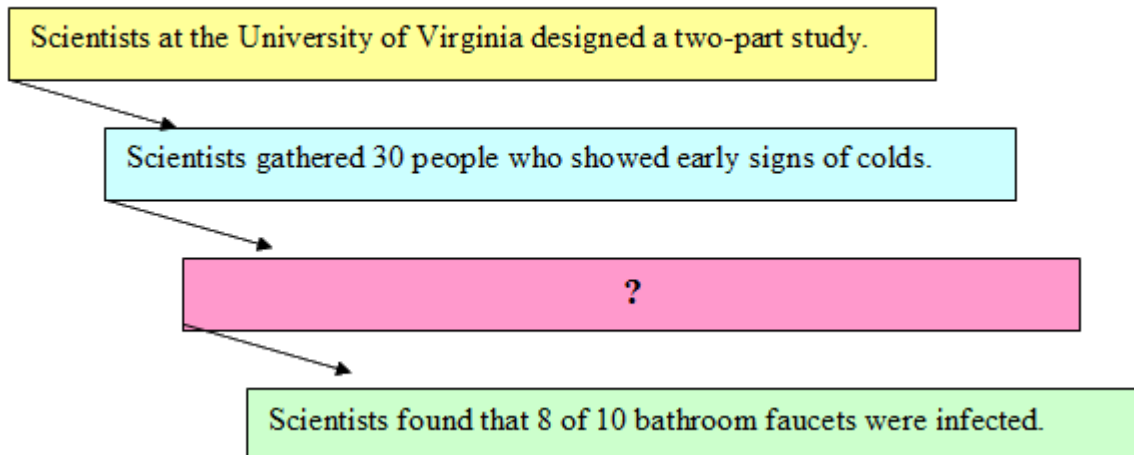 Scientists at the University of Virginia designed a two-part study.
Scientists gathered 30 people who showed early signs of colds.
?
Scientists found that 8 of 10 bathroom faucets were infected.